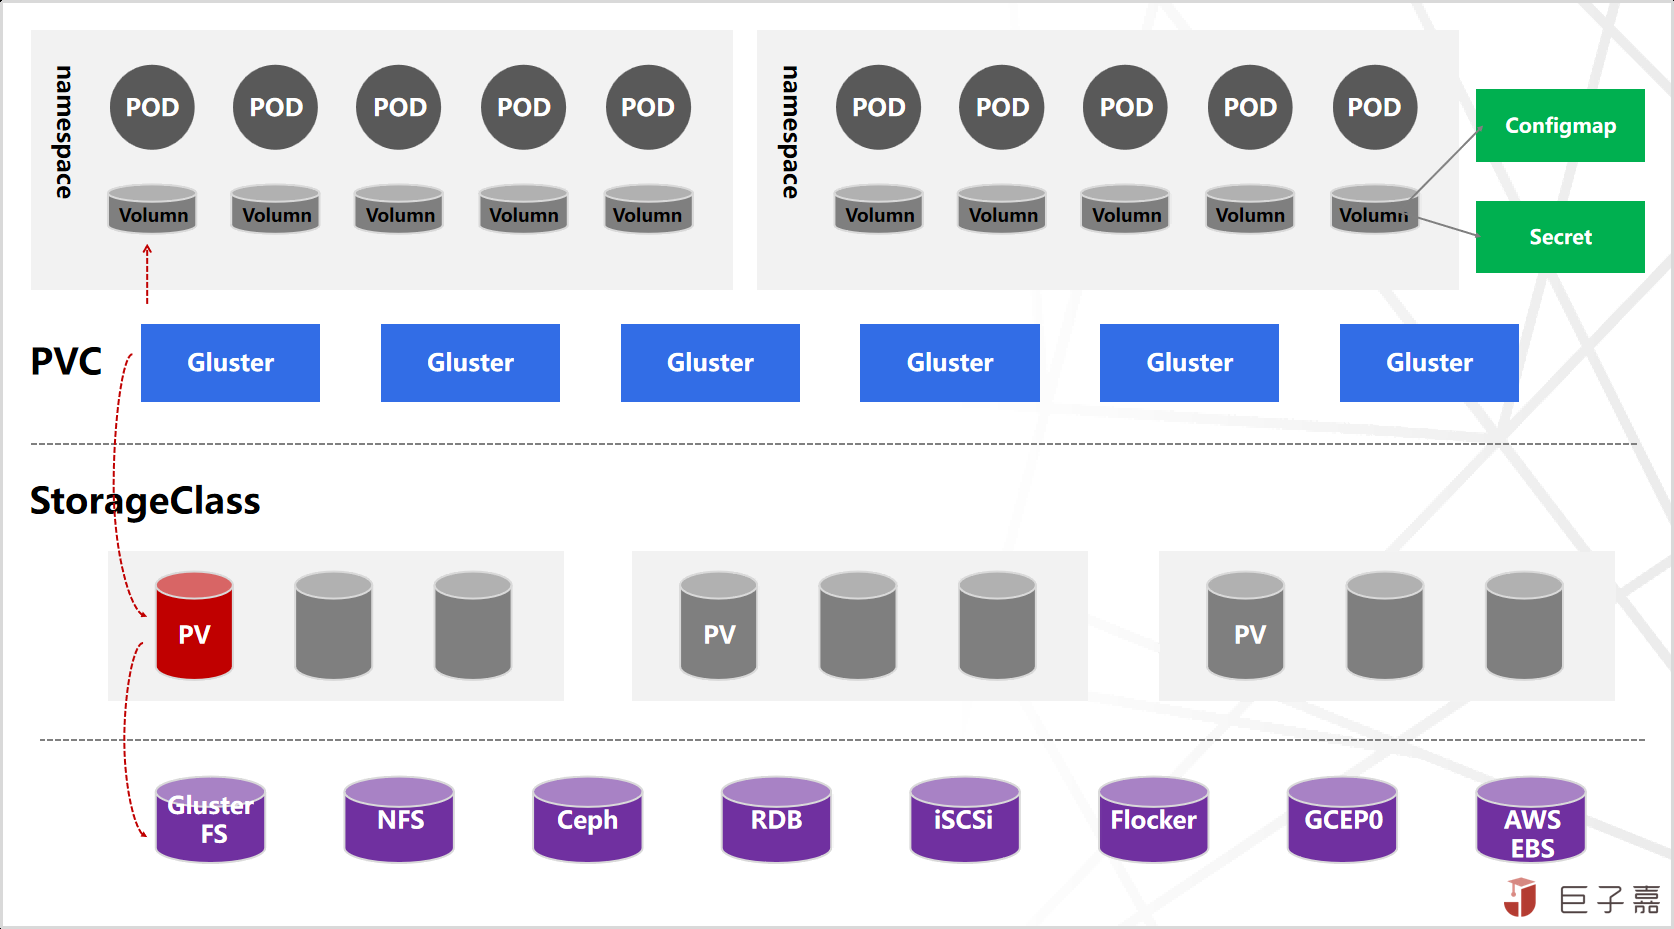 namespace
POD
POD
POD
POD
POD
Volumn
Volumn
Volumn
Volumn
Volumn
namespace
POD
POD
POD
POD
POD
Volumn
Volumn
Volumn
Volumn
Volumn
Configmap
Secret
PVC
Gluster
Gluster
Gluster
Gluster
Gluster
Gluster
StorageClass
PV
PV
PV
Gluster
FS
NFS
Ceph
RDB
iSCSi
Flocker
GCEP0
AWS
EBS
巨子嘉